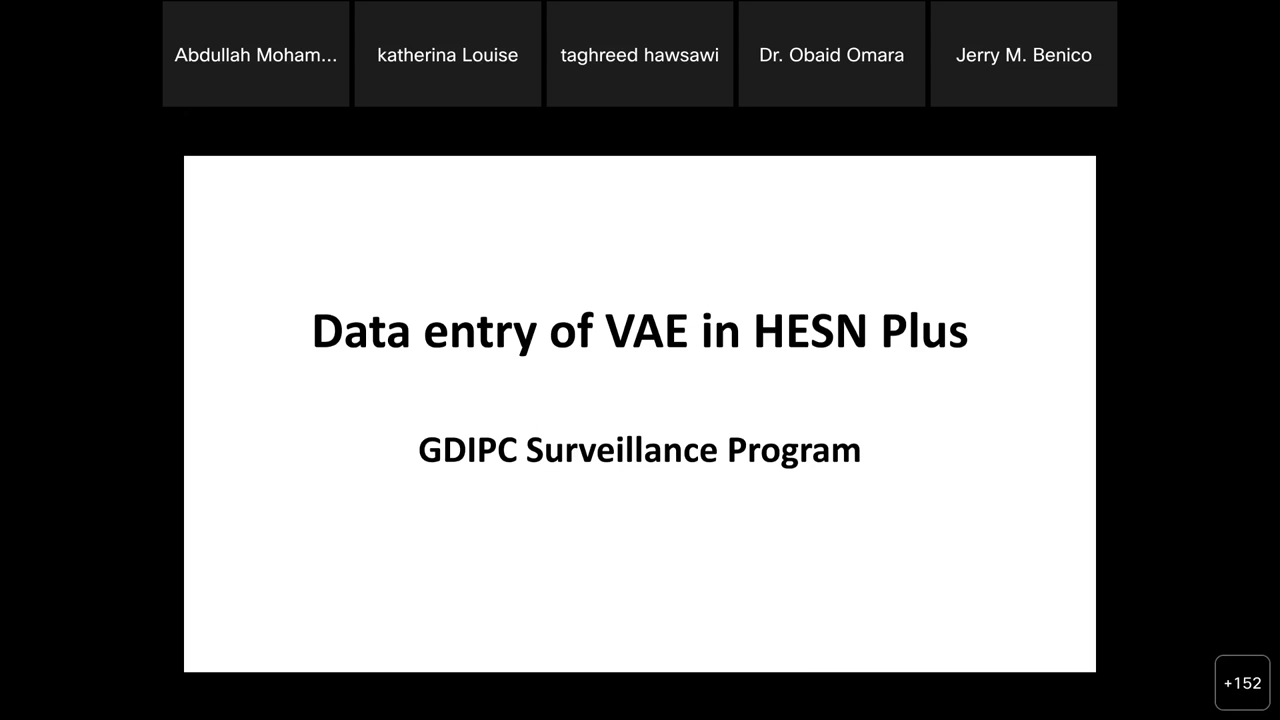 Abdullah Moham...
katherina Louise
taghreed hawsawi
Dr. Obaid Omara
Jerry M. Benico
Data entry of VAE in HESN Plus
GDIPC Surveillance Program
+152